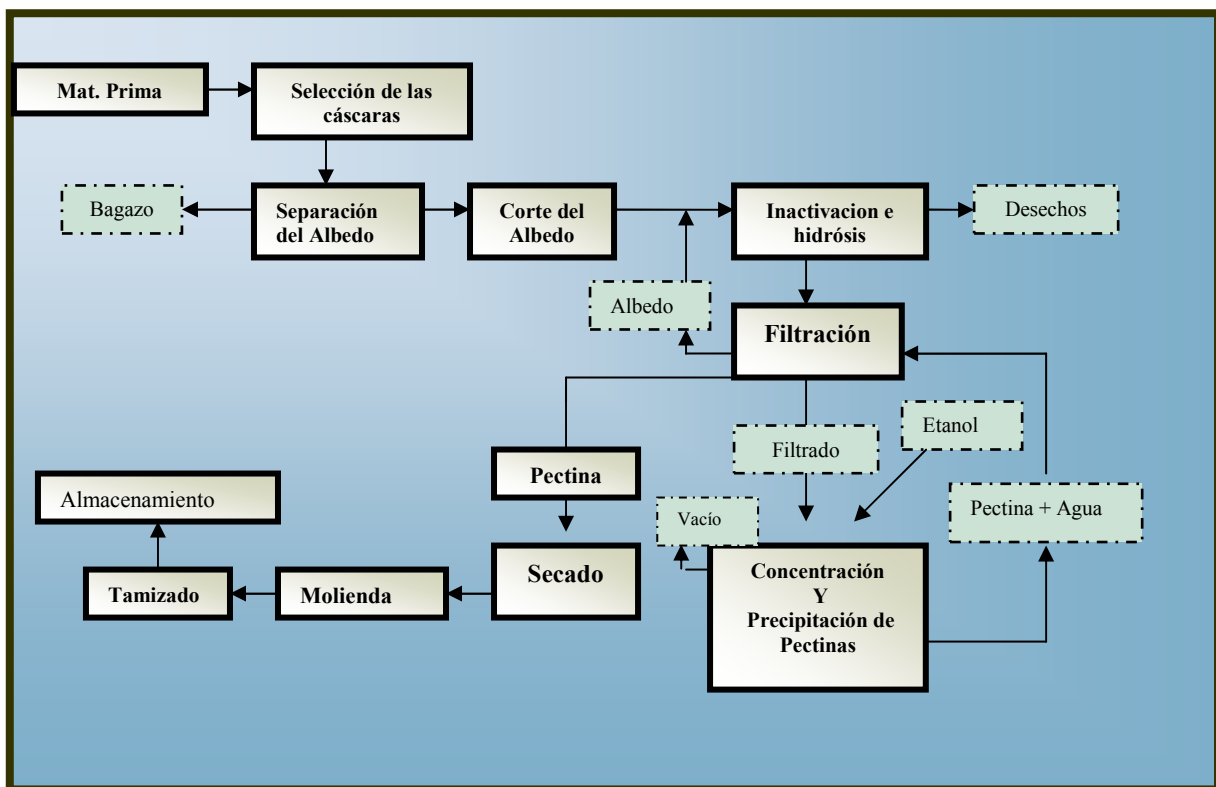 Mat. Prima
Selección de las
cáscaras
Bagazo
Separación
del Albedo
Corte del
Albedo
Inactivacion e
hidrósis
Desechos
Albedo
Filtración
Etanol
Filtrado
Pectina
Almacenamiento
Pectina + Agua
Vacío
Secado
Concentración
Y
Precipitación de
Pectinas
Tamizado
Molienda